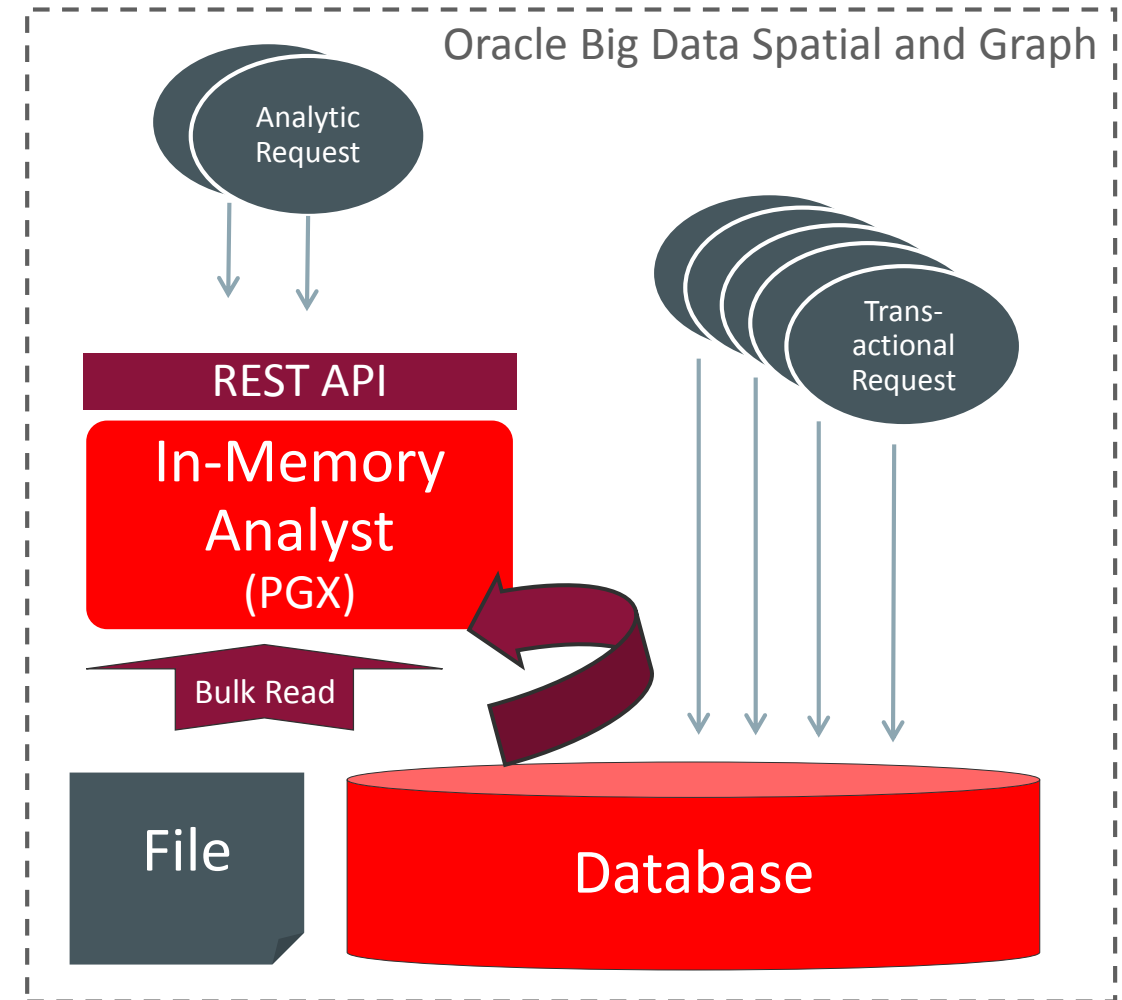 Oracle Big Data Spatial and Graph
Analytic
Request
Trans-
actional
Request
REST API
In-Memory
Analyst
(PGX)
Bulk Read
File
Database